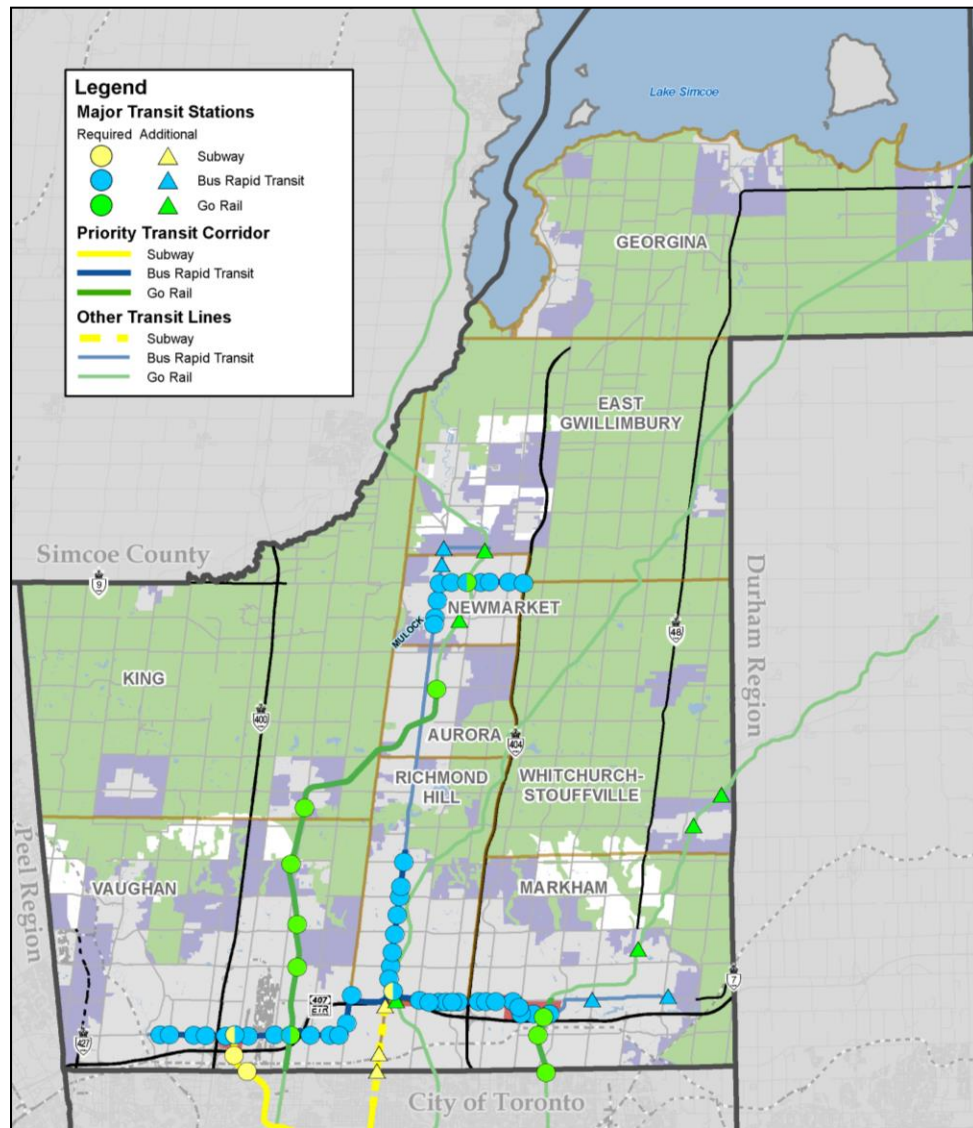 Legend
Major Transit Stations
Required Additional
Subway
Bus Rapid Transit
Go Rail
Priority Transit Corridor
Subway
Bus Rapid Transit
Go Rail
Other Transit Lines
Subway
Bus Rapid Transit
Go Rail
Lake Simcoe
GEORGINA
EAST
GWILLIMBURY
Simcoe County
9
NEWMARKET
MULOCK
48
Durham Region
KING
400
AURORA
404
RICHMOND
HILL
WHITCHURCH-
STOUFFVILLE
Peel Region
VAUGHAN
MARKHAM
7
407
ETR
427
City of Toronto